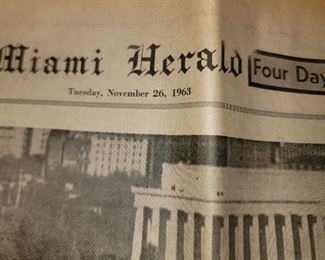 Miami Herald
Four Day
Tuesday, November 26, 1963